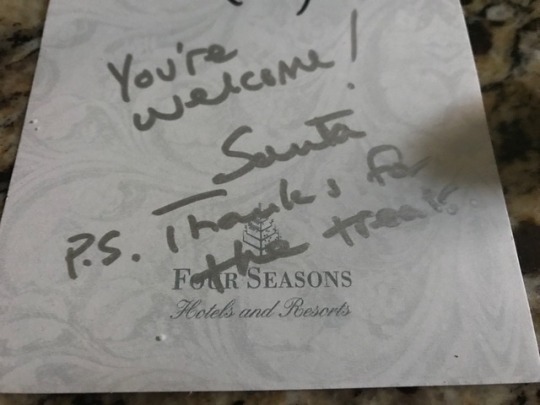 You're
welcome!
Santa
P.S. Thanks for
the treats
FOUR SEASONS
Hotels and Resorts